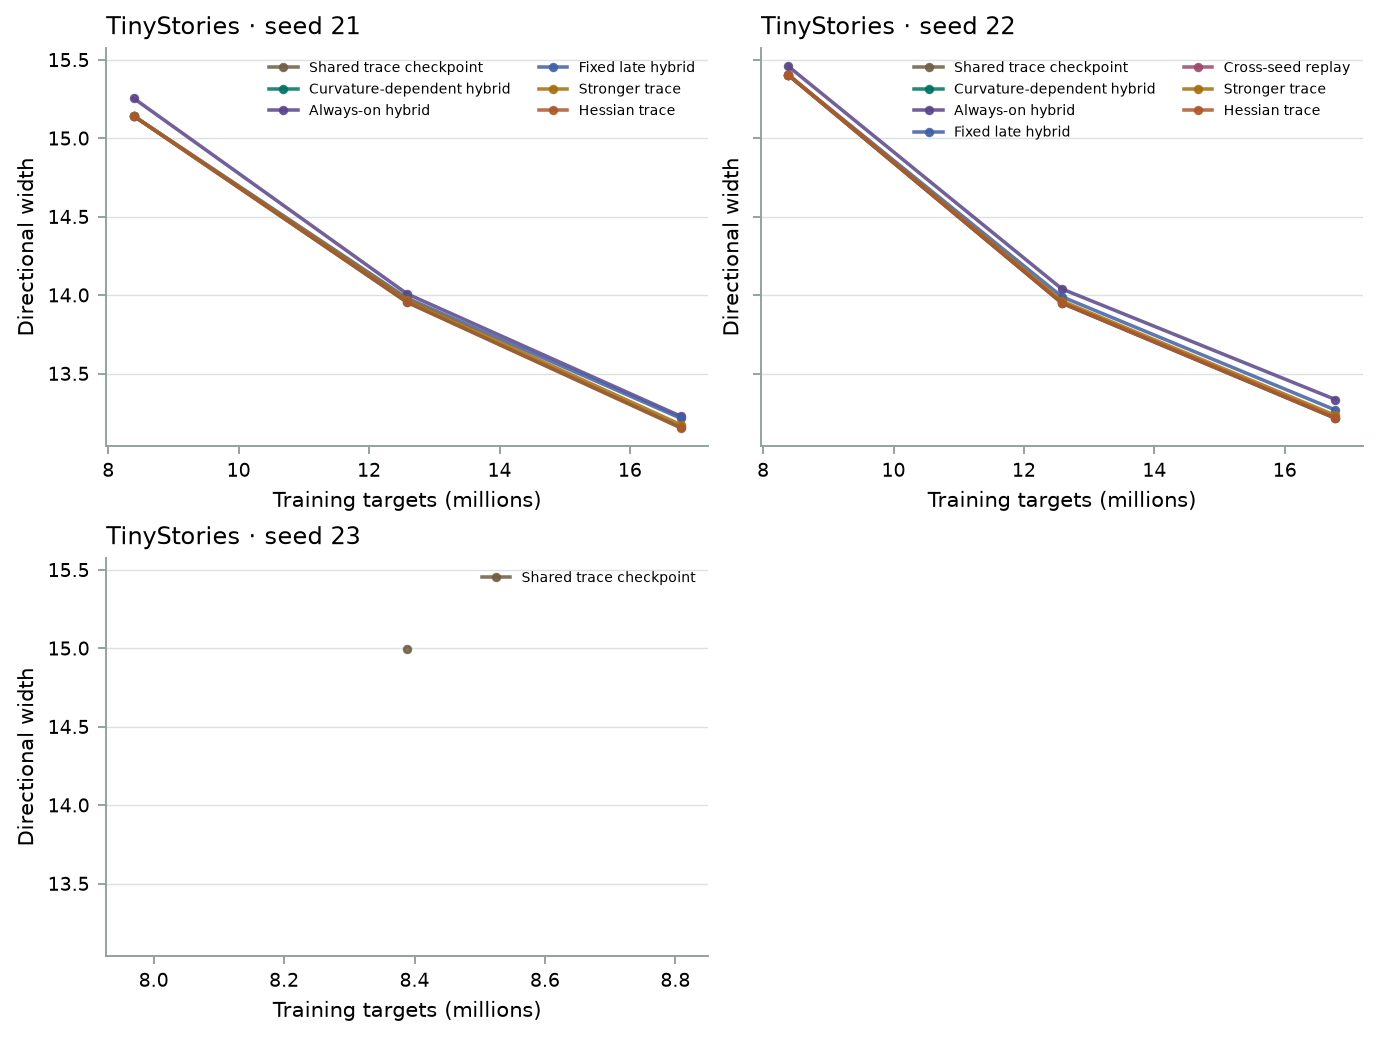 TinyStories · seed 21
15.5
15.0
14.5
14.0
13.5
Directional width
Shared trace checkpoint
Curvature-dependent hybrid
Always-on hybrid
Fixed late hybrid
Stronger trace
Hessian trace
8 10 12 14 16
Training targets (millions)
TinyStories · seed 22
Directional width
Shared trace checkpoint
Curvature-dependent hybrid
Always-on hybrid
Fixed late hybrid
Cross-seed replay
Stronger trace
Hessian trace
8 10 12 14 16
Training targets (millions)
TinyStories · seed 23
15.5
15.0
14.5
14.0
13.5
Directional width
Shared trace checkpoint
8.0 8.2 8.4 8.6 8.8
Training targets (millions)